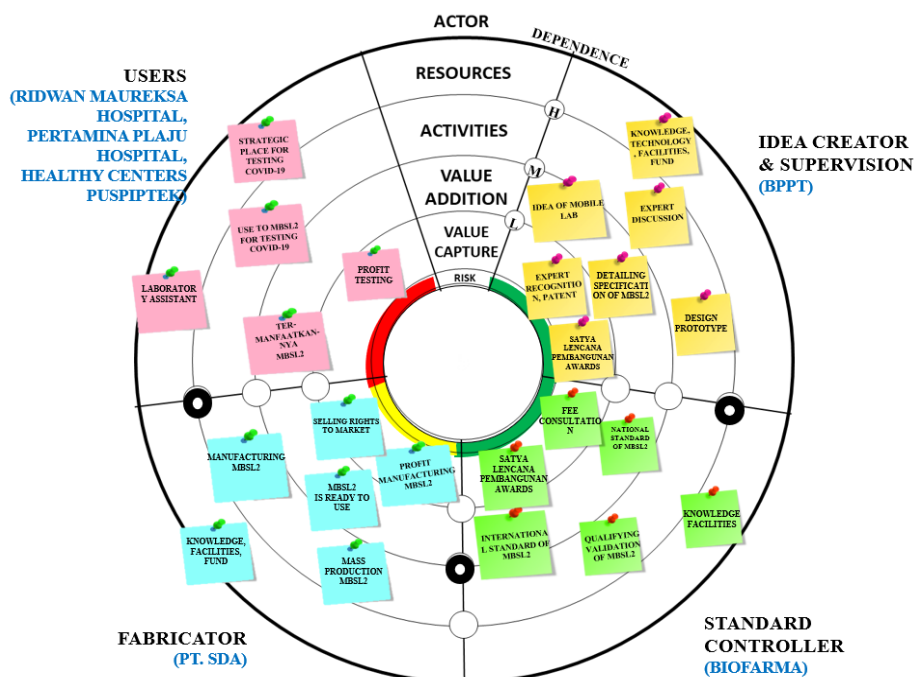 ACTOR
DEPENDENCE
RESOURCES
ACTIVITIES
VALUE
ADDITION
VALUE
CAPTURE
RISK
H
M
L
USERS
(RIDWAN MAUREKSA
HOSPITAL,
PERTAMINA PLAJU
HOSPITAL,
HEALTHY CENTERS
PUSPIPTEK)
STRATEGIC
PLACE FOR
TESTING
COVID-19
USE TO MBSL2
FOR TESTING
COVID-19
PROFIT
TESTING
LABORATOR
Y ASSISTANT
TER-
MANFAATKAN-
NYA
MBSL2
IDEA CREATOR
& SUPERVISION
(BPPT)
KNOWLEDGE,
TECHNOLOGY
, FACILITIES,
FUND
IDEA OF MOBILE
LAB
EXPERT
DISCUSSION
EXPERT
RECOGNITIO
N, PATENT
DETAILING
SPECIFICATI
ON OF MBSL2
DESIGN
PROTOTYPE
SATYA
LENCANA
PEMBANGUNAN
AWARDS
SELLING RIGHTS
TO MARKET
MANUFACTURING
MBSL2
PROFIT
MANUFACTURING
MBSL2
MBSL2
IS READY TO
USE
KNOWLEDGE,
FACILITIES,
FUND
MASS
PRODUCTION
MBSL2
FABRICATOR
(PT. SDA)
FEE
CONSULTATIO
N
NATIONAL
STANDARD
OF MBSL2
SATYA
LENCANA
PEMBANGUNAN
AWARDS
KNOWLEDGE
FACILITIES
INTERNATIONA
L STANDARD OF
MBSL2
QUALIFYING
VALIDATION
OF MBSL2
STANDARD
CONTROLLER
(BIOFARMA)